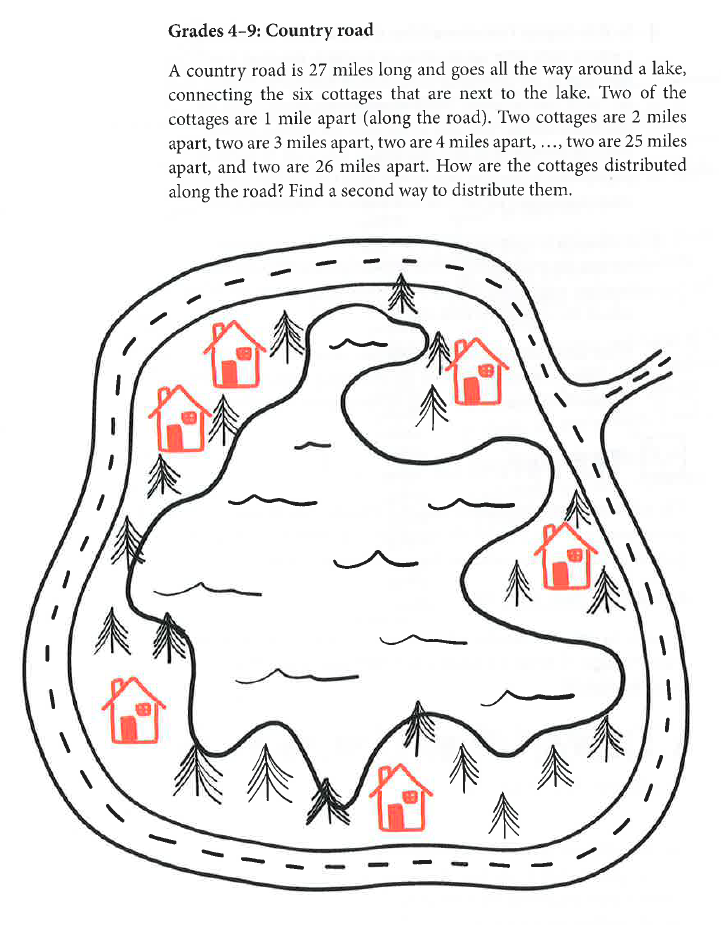 Grades 4–9: Country road
A country road is 27 miles long and goes all the way around a lake,
connecting the six cottages that are next to the lake. Two of the
cottages are 1 mile apart (along the road). Two cottages are 2 miles
apart, two are 3 miles apart, two are 4 miles apart, …, two are 25 miles
apart, and two are 26 miles apart. How are the cottages distributed
along the road? Find a second way to distribute them.